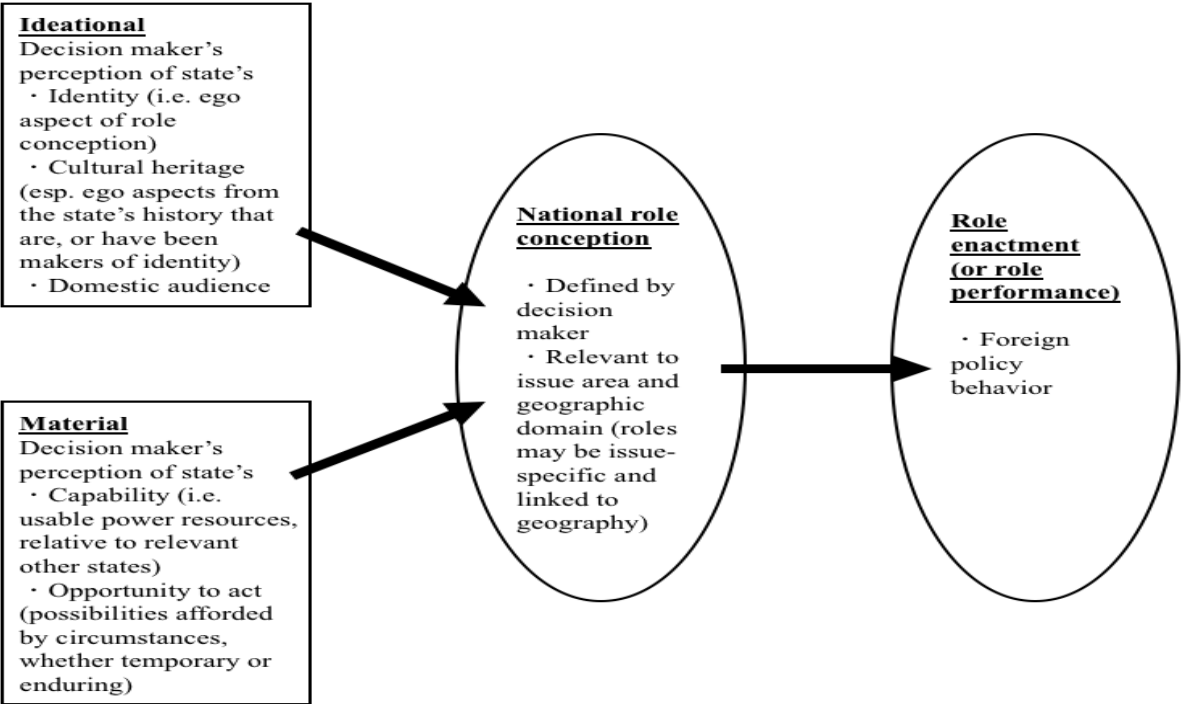 Ideational
Decision maker's
perception of state's
· Identity (i.e. ego
aspect of role
conception)
· Cultural heritage
(esp. ego aspects from
the state's history that
are, or have been
makers of identity)
· Domestic audience
Material
Decision maker's
perception of state's
· Capability (i.e.
usable power resources,
relative to relevant
other states)
· Opportunity to act
(possibilities afforded
by circumstances,
whether temporary or
enduring)
National role
conception
· Defined by
decision
maker
· Relevant to
issue area and
geographic
domain (roles
may be issue-
specific and
linked to
geography)
Role
enactment
(or role
performance)
· Foreign
policy
behavior